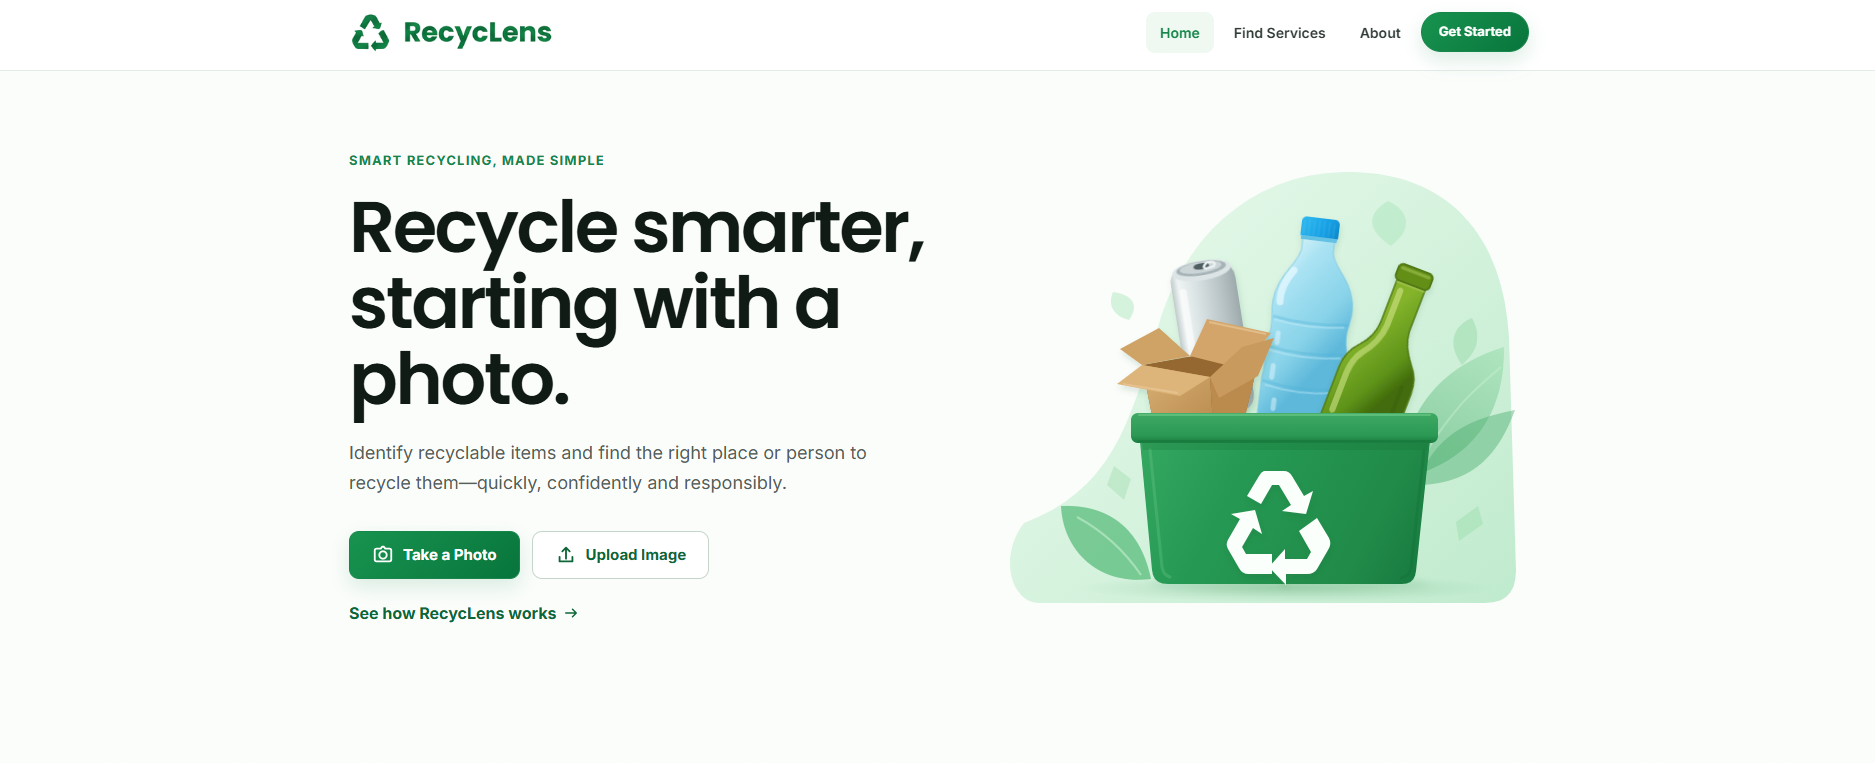 RecycLens
Home
Find Services
About
Get Started
SMART RECYCLING, MADE SIMPLE
Recycle smarter,
starting with a
photo.
Identify recyclable items and find the right place or person to
recycle them—quickly, confidently and responsibly.
Take a Photo
Upload Image
See how RecycLens works →